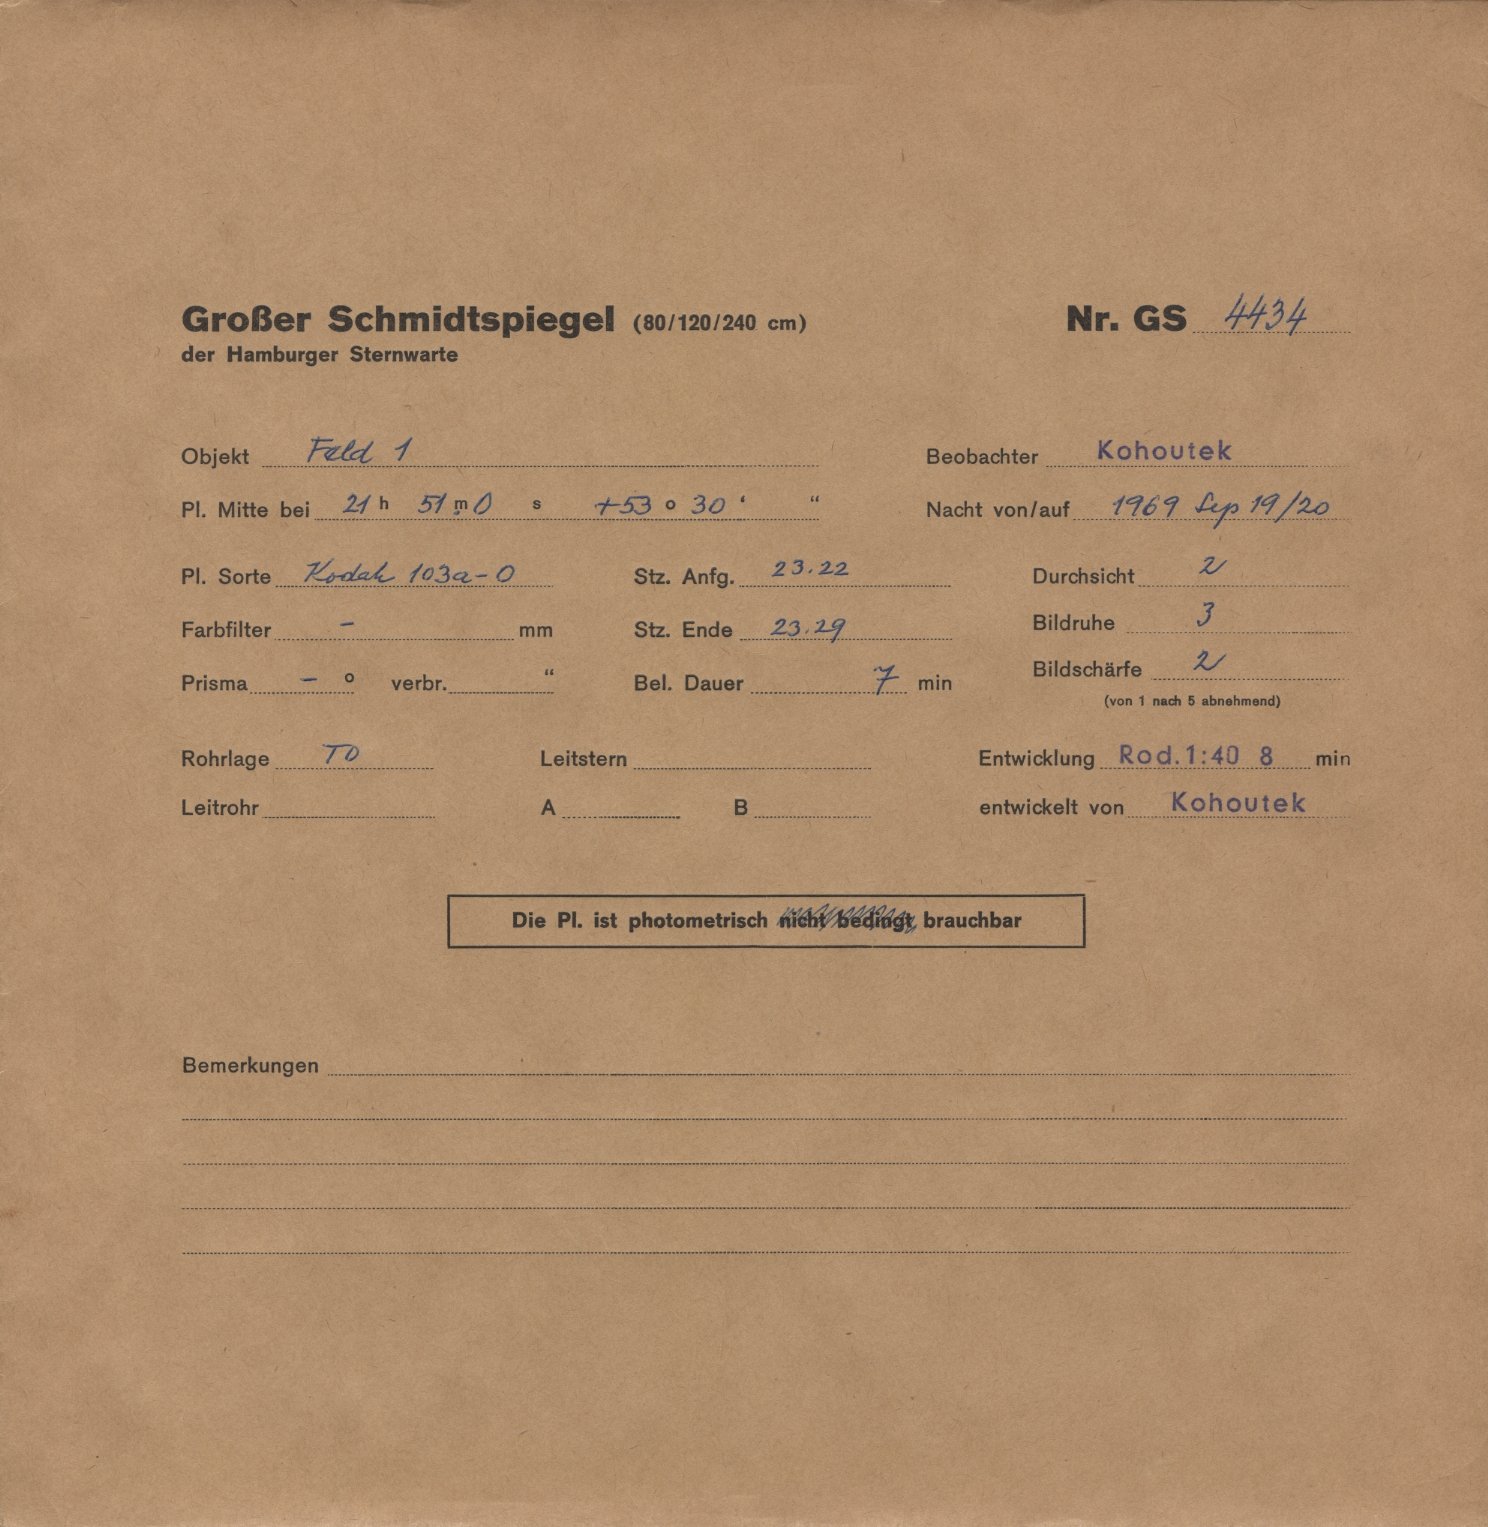 Großer Schmidtspiegel (80/120/240 cm) Nr. GS 4434
der Hamburger Sternwarte
Objekt Feld 1 Beobachter Kohoutek
Pl. Mitte bei 21 h 51 m.0 s +53 o 30 ‘ “ Nacht von/auf 1969 Sep 19/20
Pl. Sorte Kodak 103a-O Stz. Anfg. 23.22 Durchsicht 2
Farbfilter - mm Stz. Ende 23.29 Bildruhe 3
Prisma - o verbr. “ Bel. Dauer 7 min Bildschärfe 2
(von 1 nach 5 abnehmend)
Rohrlage TO Leitstern Entwicklung Rod.1:40 8 min
Leitrohr A B entwickelt von Kohoutek
Die Pl. ist photometrisch nicht bedingt brauchbar
Bemerkungen